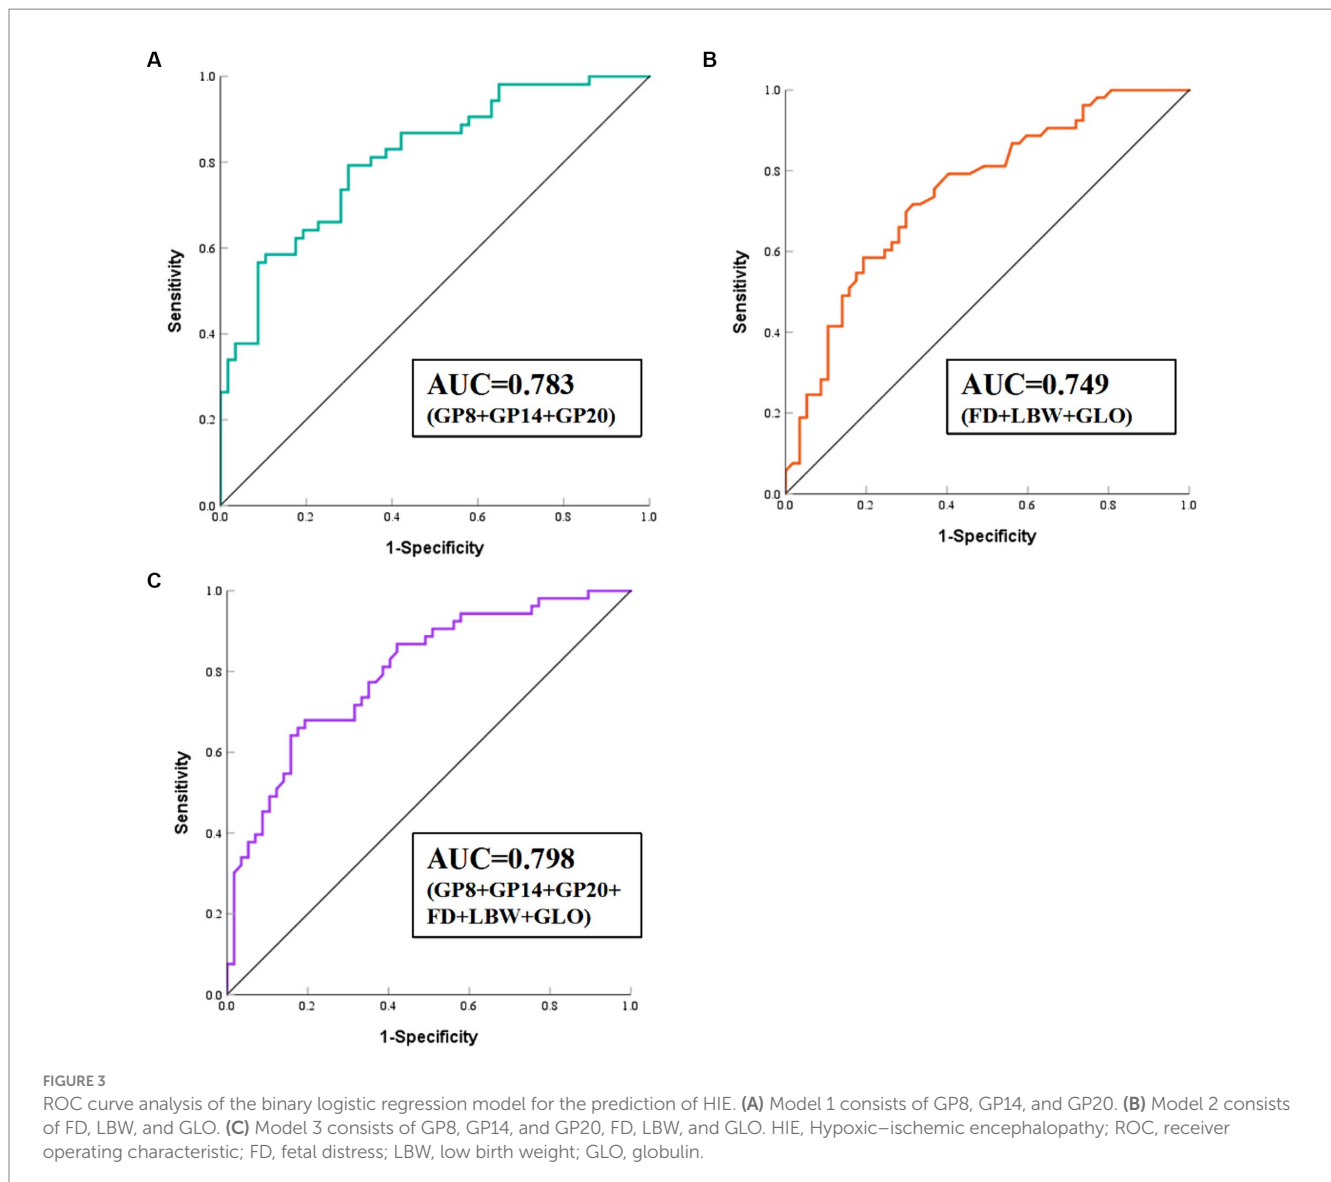 A
1.0
0.8
0.6
0.4
0.2
0.0
Sensitivity
0.0 0.2 0.4 0.6 0.8 1.0
1-Specificity
AUC=0.783
(GP8+GP14+GP20)
B
1.0
0.8
0.6
0.4
0.2
0.0
Sensitivity
0.0 0.2 0.4 0.6 0.8 1.0
1-Specificity
AUC=0.749
(FD+LBW+GLO)
C
1.0
0.8
0.6
0.4
0.2
0.0
Sensitivity
0.0 0.2 0.4 0.6 0.8 1.0
1-Specificity
AUC=0.798
(GP8+GP14+GP20+
FD+LBW+GLO)
FIGURE 3
ROC curve analysis of the binary logistic regression model for the prediction of HIE. (A) Model 1 consists of GP8, GP14, and GP20. (B) Model 2 consists
of FD, LBW, and GLO. (C) Model 3 consists of GP8, GP14, and GP20, FD, LBW, and GLO. HIE, Hypoxic–ischemic encephalopathy; ROC, receiver
operating characteristic; FD, fetal distress; LBW, low birth weight; GLO, globulin.